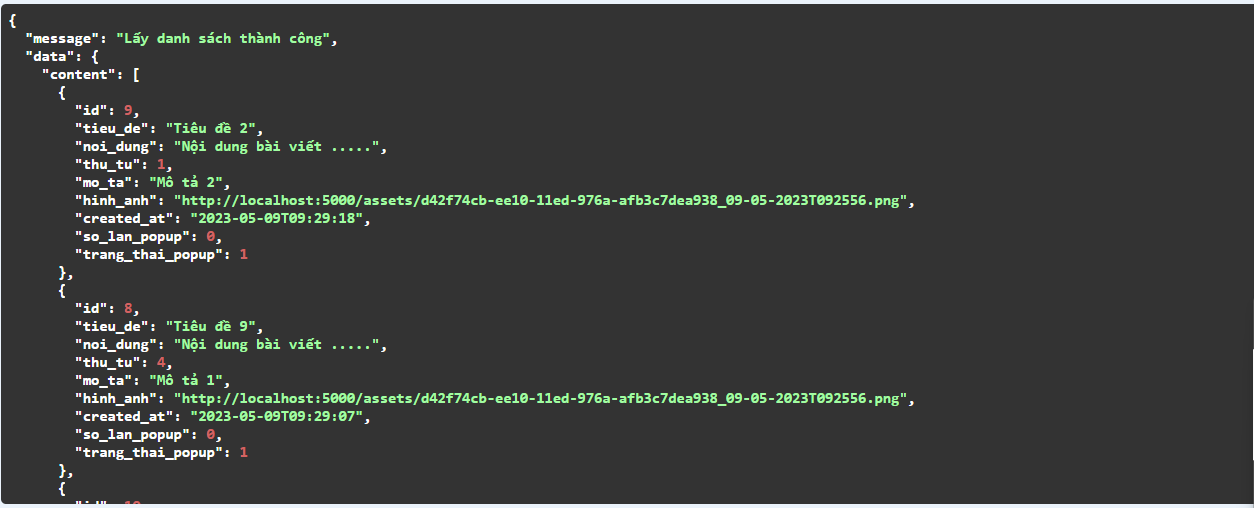 {
"message": "Lấy danh sách thành công",
"data": {
"content": [
{
"id": 9,
"tieu_de": "Tiêu đề 2",
"noi_dung": "Nội dung bài viết .....",
"thu_tu": 1,
"mo_ta": "Mô tả 2",
"hinh_anh": "http://localhost:5000/assets/d42f74cb-ee10-11ed-976a-afb3c7dea938_09-05-2023T092556.png",
"created_at": "2023-05-09T09:29:18",
"so_lan_popup": 0,
"trang_thai_popup": 1
},
{
"id": 8,
"tieu_de": "Tiêu đề 9",
"noi_dung": "Nội dung bài viết .....",
"thu_tu": 4,
"mo_ta": "Mô tả 1",
"hinh_anh": "http://localhost:5000/assets/d42f74cb-ee10-11ed-976a-afb3c7dea938_09-05-2023T092556.png",
"created_at": "2023-05-09T09:29:07",
"so_lan_popup": 0,
"trang_thai_popup": 1
},
{